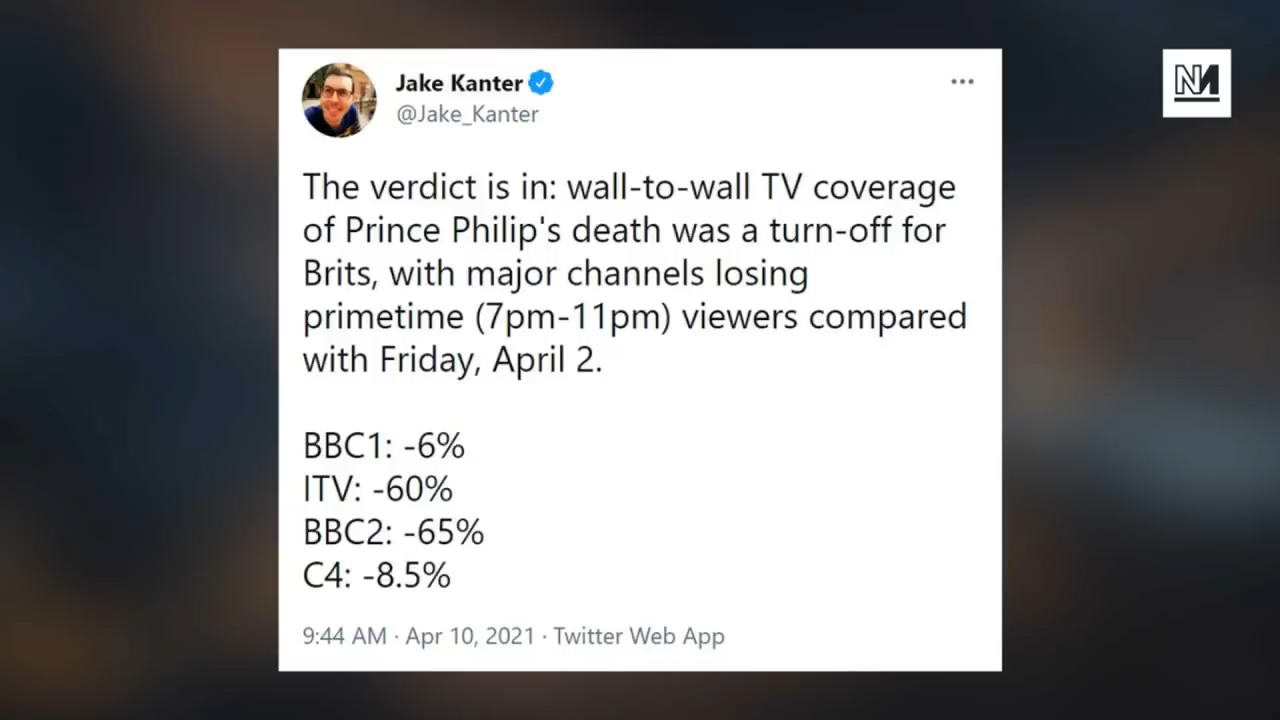 Jake Kanter
@Jake_Kanter
The verdict is in: wall-to-wall TV coverage
of Prince Philip's death was a turn-off for
Brits, with major channels losing
primetime (7pm-11pm) viewers compared
with Friday, April 2.
BBC1: -6%
ITV: -60%
BBC2: -65%
C4: -8.5%
9:44 AM · Apr 10, 2021 · Twitter Web App
NM